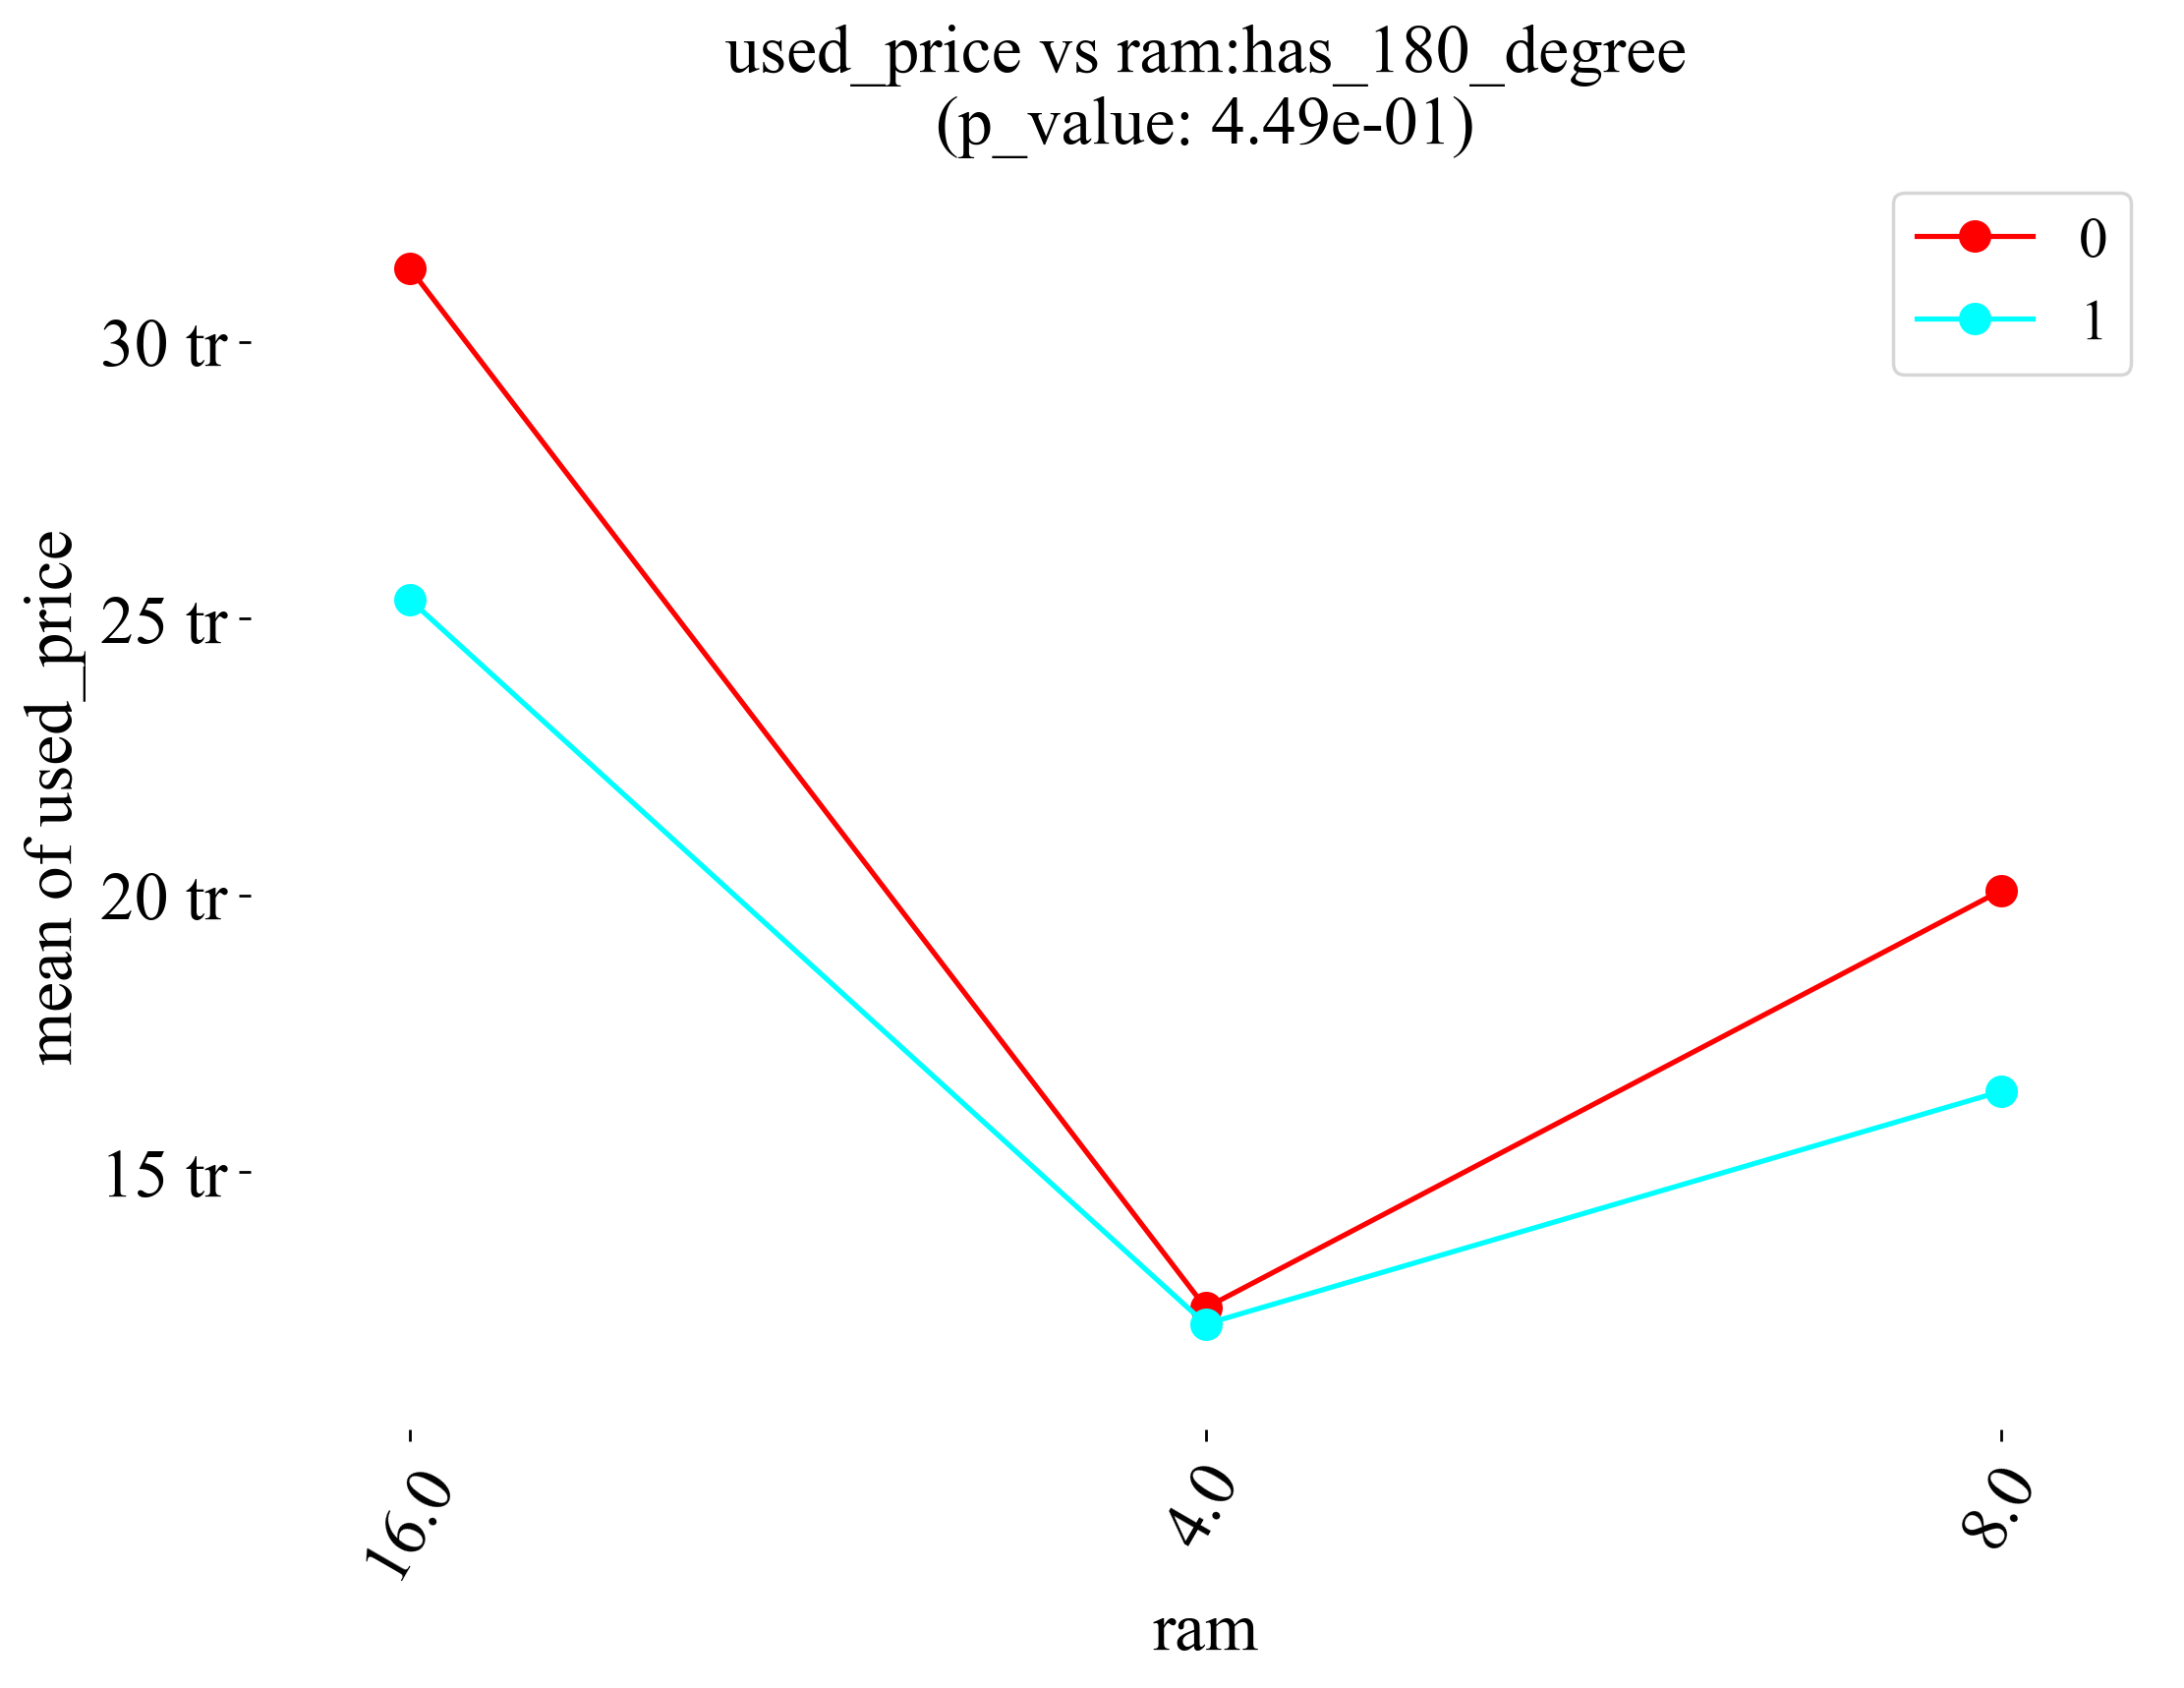 used_price vs ram:has_180_degree
(p_value: 4.49e-01)
0
1
30 tr
25 tr
20 tr
15 tr
mean of used_price
16.0
4.0
8.0
ram